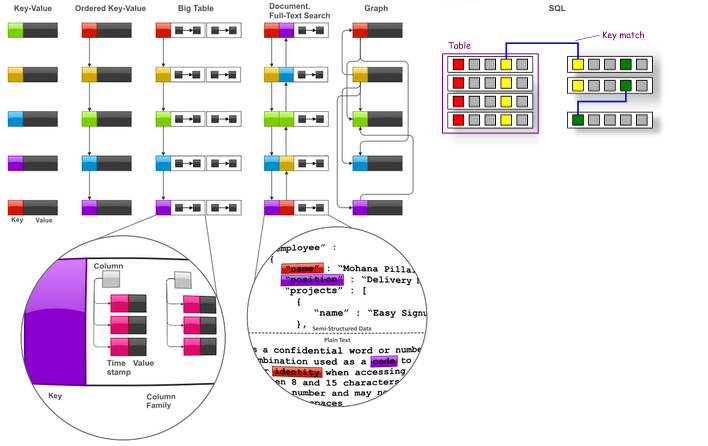 Key-Value
Ordered Key-Value
Big Table
Document,
Full-Text Search
Graph
SQL
Key match
Table
Key Value
Column
Time
stamp
Value
Key
Column
Family
mployee” :
{
“name” : “Mohana Pilla
“position” : “Delivery
“projects” : [
{
“name” : “Easy Signu
},
Semi-Structured Data
Plain Text
s a confidential word or numbe
mbination used as a code to
identity when accessing
en 8 and 15 characters
number and may no
spaces